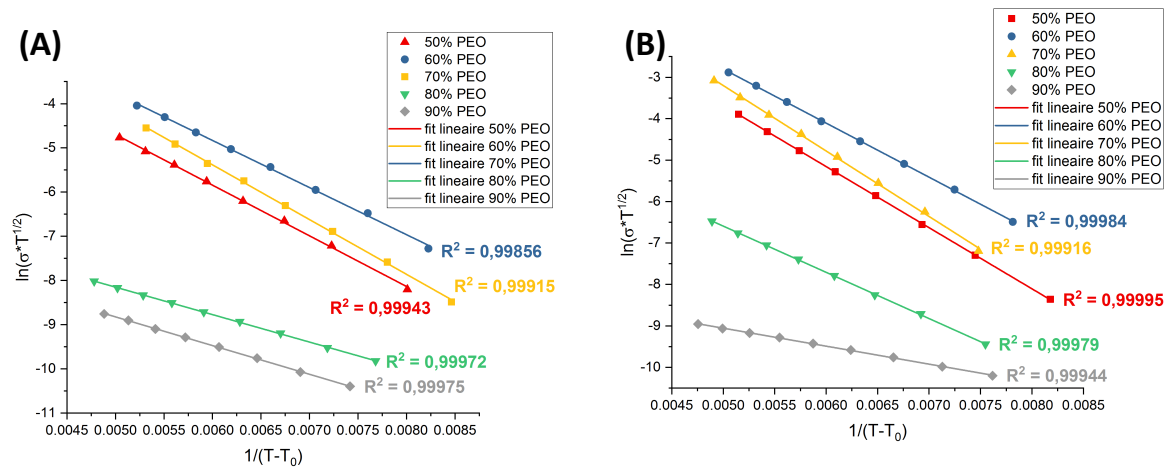 (A)
50% PEO
60% PEO
70% PEO
80% PEO
90% PEO
fit lineaire 50% PEO
fit lineaire 60% PEO
fit lineaire 70% PEO
fit lineaire 80% PEO
fit lineaire 90% PEO
-4
-5
-6
-7
-8
-9
-10
-11
ln(σ*T^1/2)
R² = 0,99856
R² = 0,99915
R² = 0,99943
R² = 0,99972
R² = 0,99975
0.0045 0.0050 0.0055 0.0060 0.0065 0.0070 0.0075 0.0080 0.0085
1/(T-T₀)
(B)
50% PEO
60% PEO
70% PEO
80% PEO
90% PEO
fit lineaire 50% PEO
fit lineaire 60% PEO
fit lineaire 70% PEO
fit lineaire 80% PEO
fit lineaire 90% PEO
-3
-4
-5
-6
-7
-8
-9
-10
ln(σ*T^1/2)
R² = 0,99984
R² = 0,99916
R² = 0,99995
R² = 0,99979
R² = 0,99944
0.0045 0.0050 0.0055 0.0060 0.0065 0.0070 0.0075 0.0080 0.0085
1/(T-T₀)